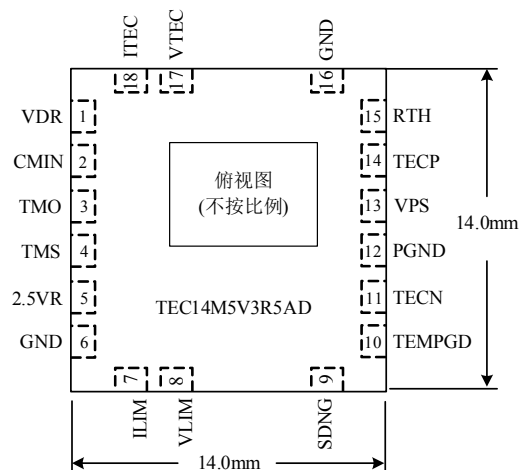 ITEC
VTEC
GND
18
17
16
VDR 1
15 RTH
CMIN 2
14 TECP
TMO 3
13 VPS
TMS 4
12 PGND
2.5VR 5
11 TECN
GND 6
10 TEMPGD
俯视图
(不按比例)
14.0mm
TEC14M5V3R5AD
7
8
9
ILIM
VLIM
SDNG
14.0mm